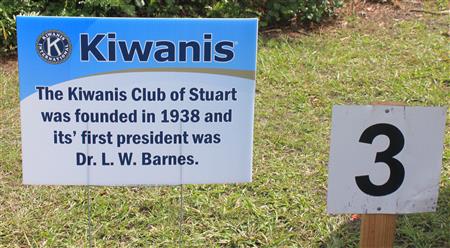 Kiwanis
The Kiwanis Club of Stuart
was founded in 1938 and
its' first president was
Dr. L. W. Barnes.
3